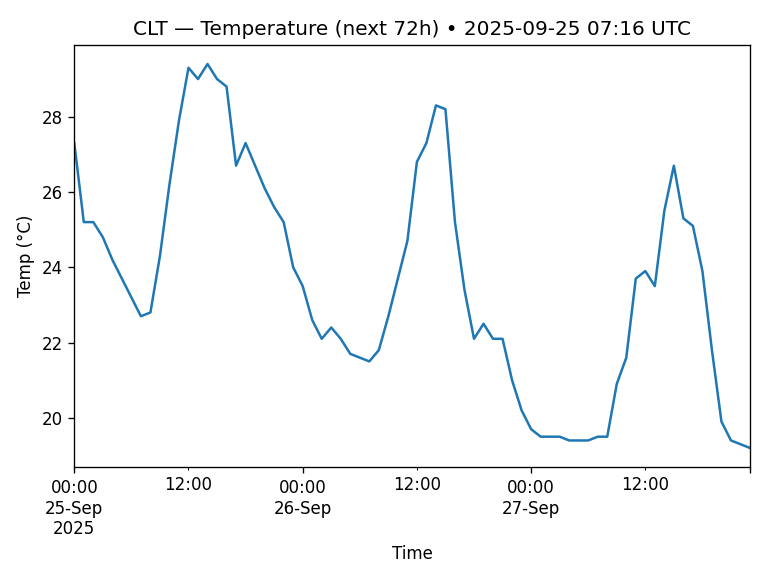 CLT — Temperature (next 72h) • 2025-09-25 07:16 UTC
28
26
24
22
20
Temp (°C)
00:00 12:00 00:00 12:00 00:00 12:00
25-Sep 26-Sep 27-Sep
2025
Time